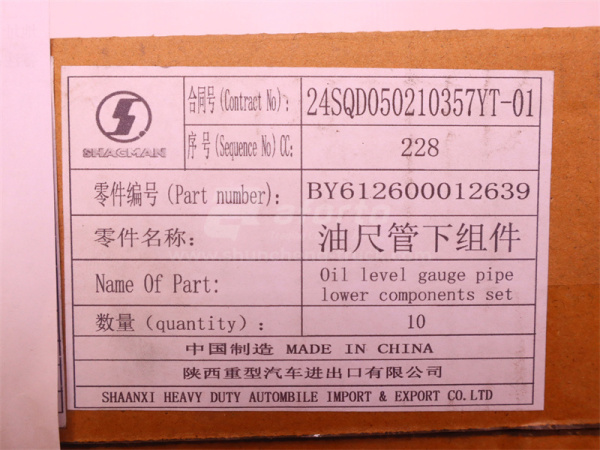 SHACMAN
合同号(Contract No): 24SQD050210357YT-01
序号(Sequence No)CC: 228
零件编号(Part number): BY612600012639
零件名称: 油尺管下组件
Name Of Part: Oil level gauge pipe
lower components set
数量(quantity): 10
中国制造 MADE IN CHINA
陕西重型汽车进出口有限公司
SHAANXI HEAVY DUTY AUTOMBILE IMPORT & EXPORT CO.LTD